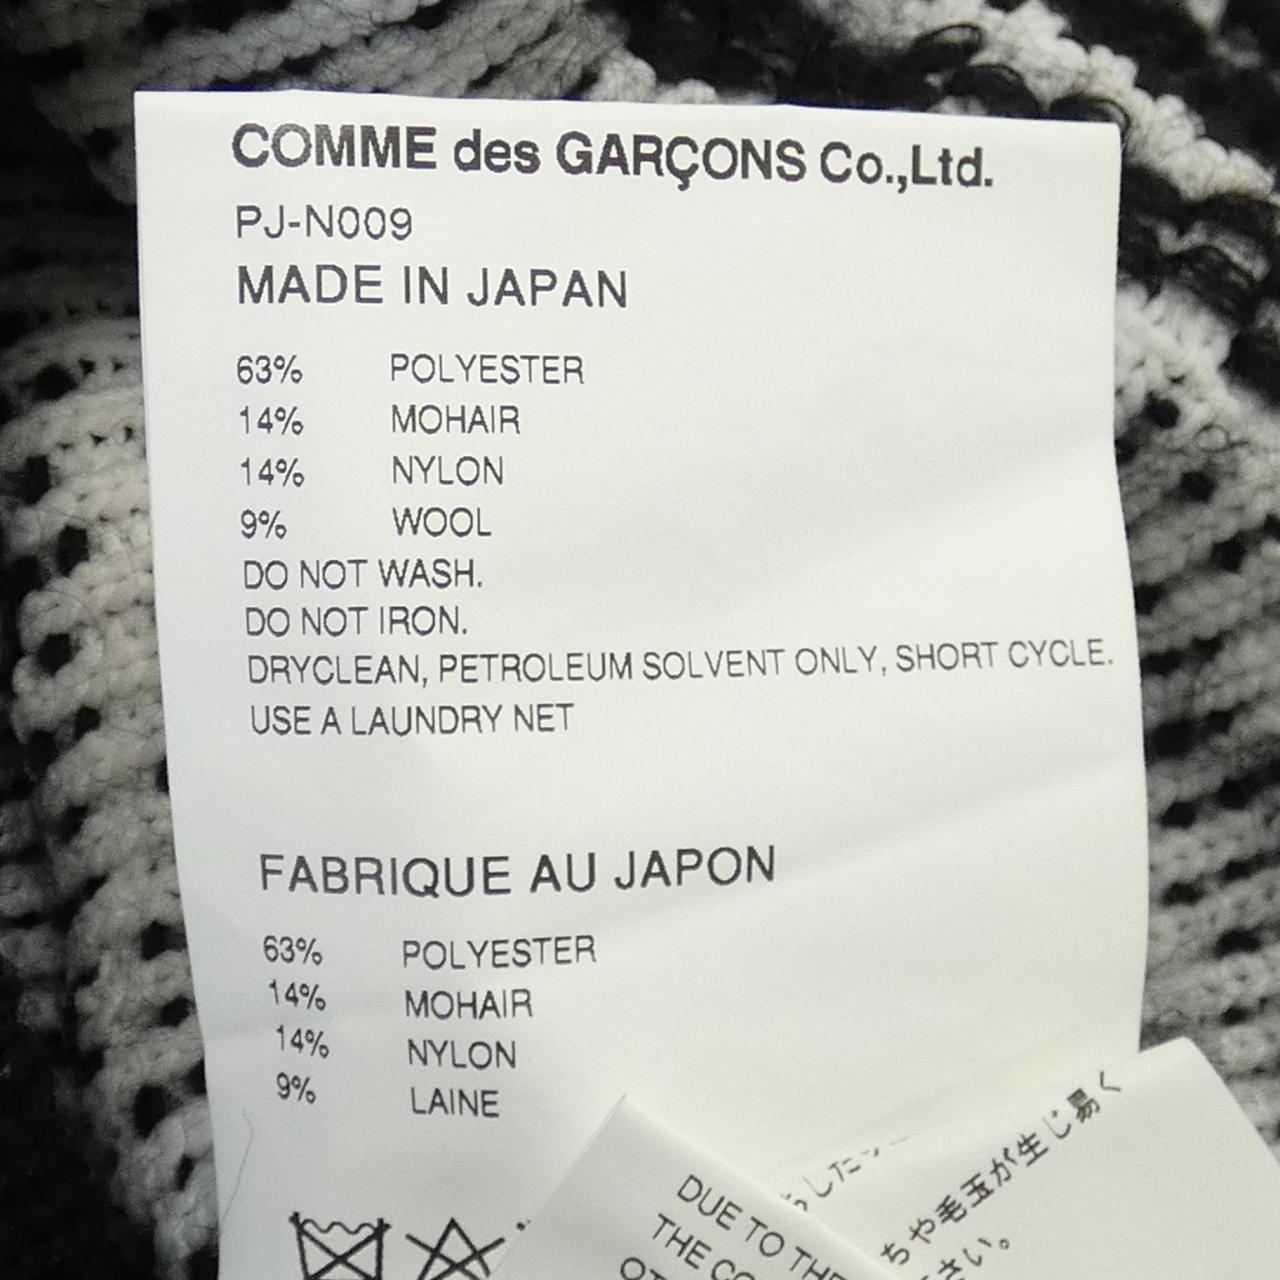 COMME des GARÇONS Co.,Ltd.
PJ-N009
MADE IN JAPAN
63% POLYESTER
14% MOHAIR
14% NYLON
9% WOOL
DO NOT WASH.
DO NOT IRON.
DRYCLEAN, PETROLEUM SOLVENT ONLY, SHORT CYCLE.
USE A LAUNDRY NET
FABRIQUE AU JAPON
63% POLYESTER
14% MOHAIR
14% NYLON
9% LAINE
DUE TO THE
THE
ちや毛玉が生じ易く
さい。